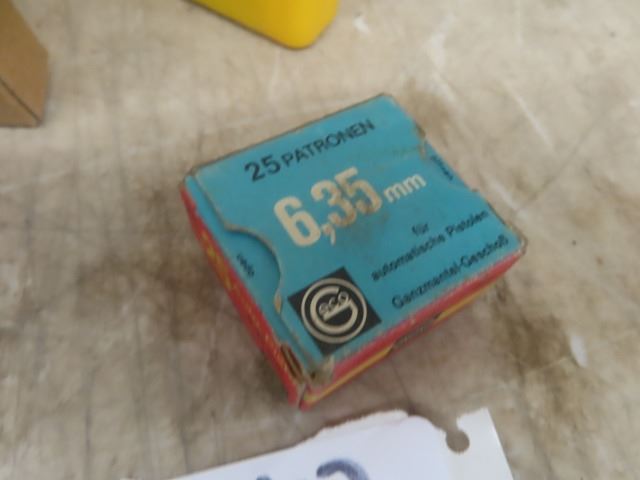 25 PATRONEN
6,35 mm
für
automatische Pistolen
Ganzmantel-Geschoß
GECO